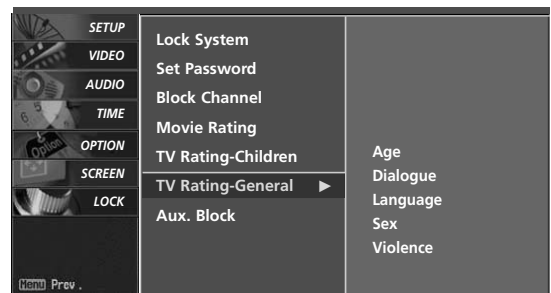 SETUP
VIDEO
AUDIO
TIME
OPTION
SCREEN
LOCK
Menu Prev.
Lock System
Set Password
Block Channel
Movie Rating
TV Rating-Children
TV Rating-General ►
Aux. Block
Age
Dialogue
Language
Sex
Violence
Option